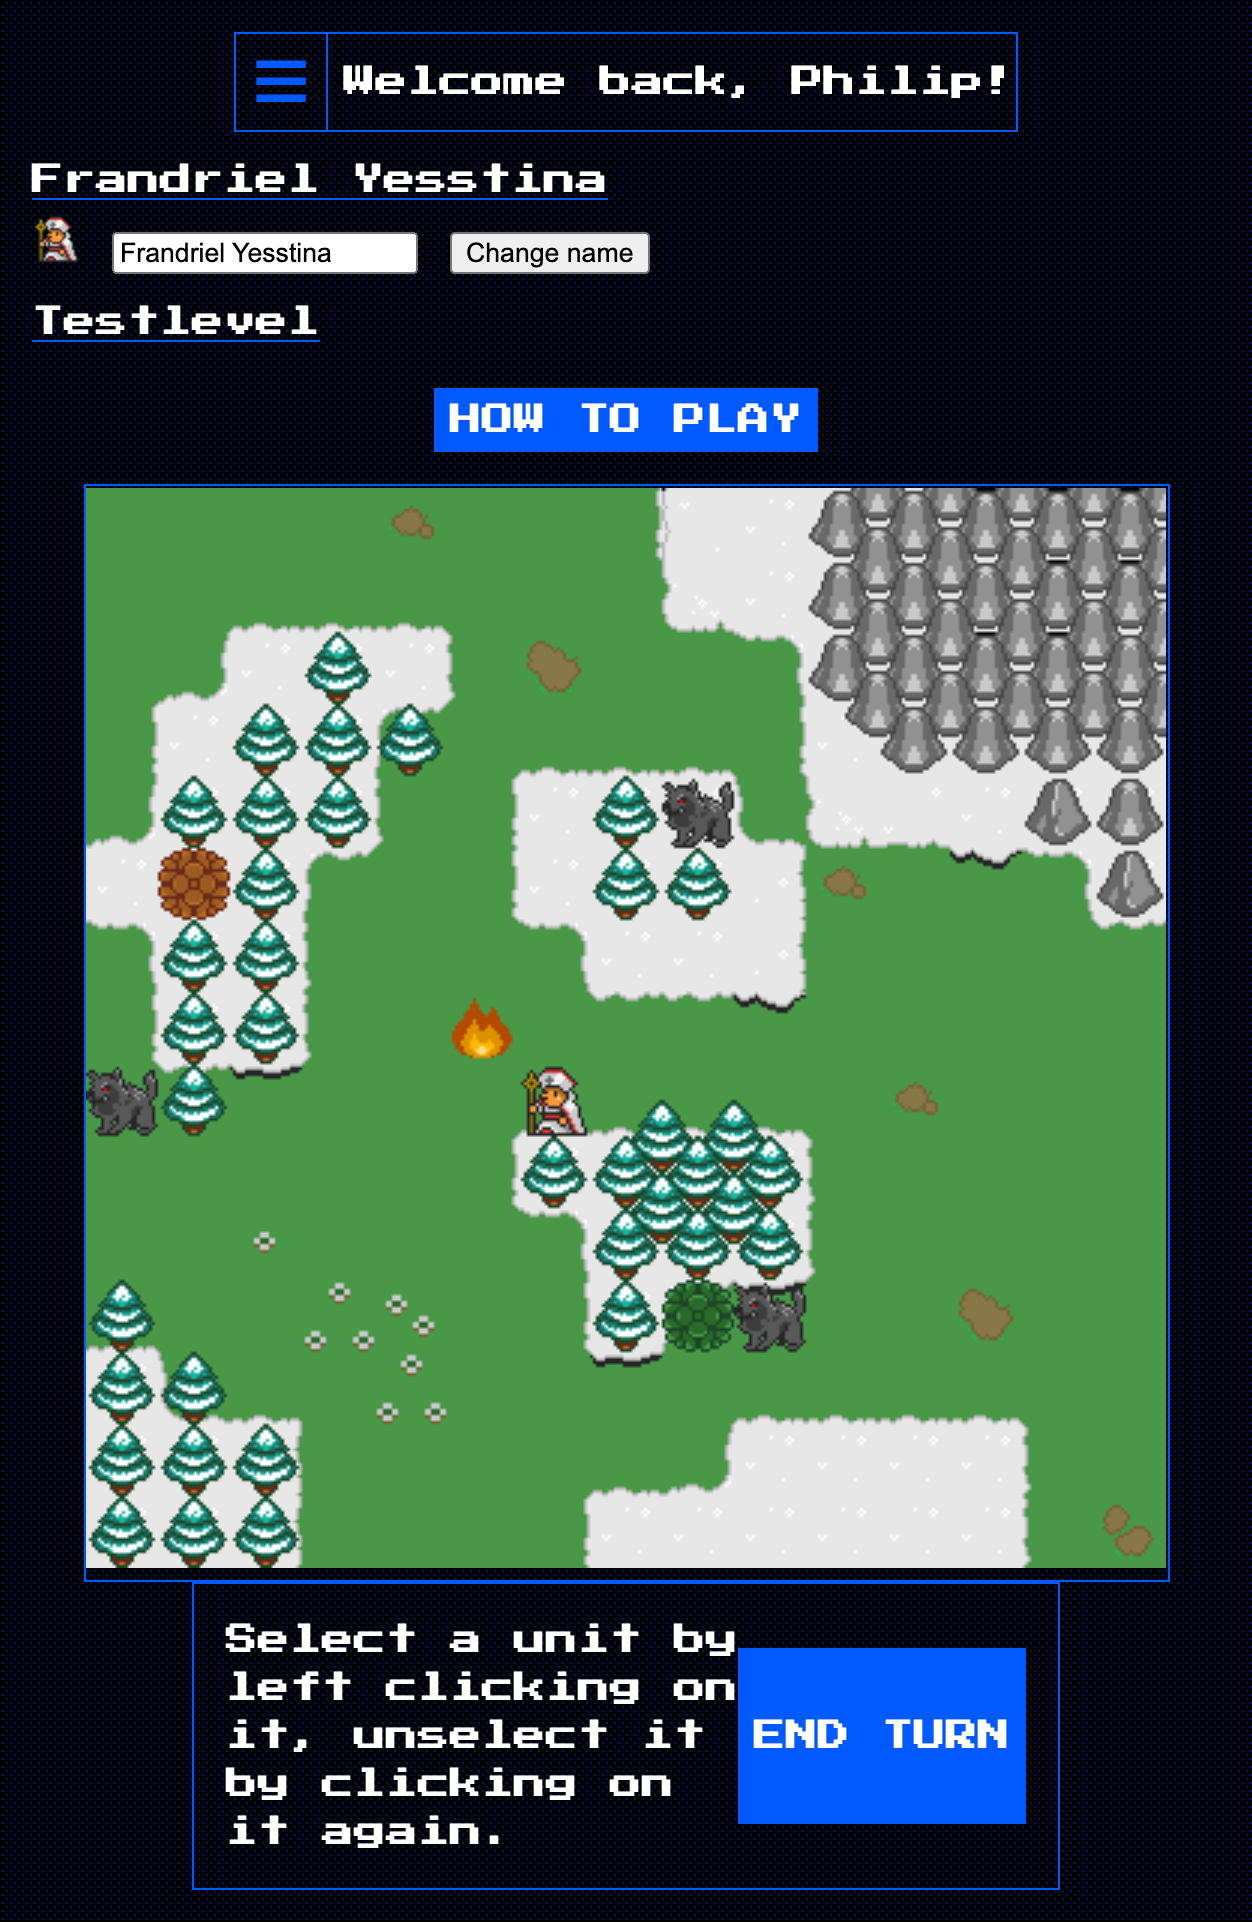 Welcome back, Philip!
Frandriel Yesstina
Frandriel Yesstina Change name
Testlevel
HOW TO PLAY
Select a unit by
left clicking on
it, unselect it
by clicking on
it again.
END TURN